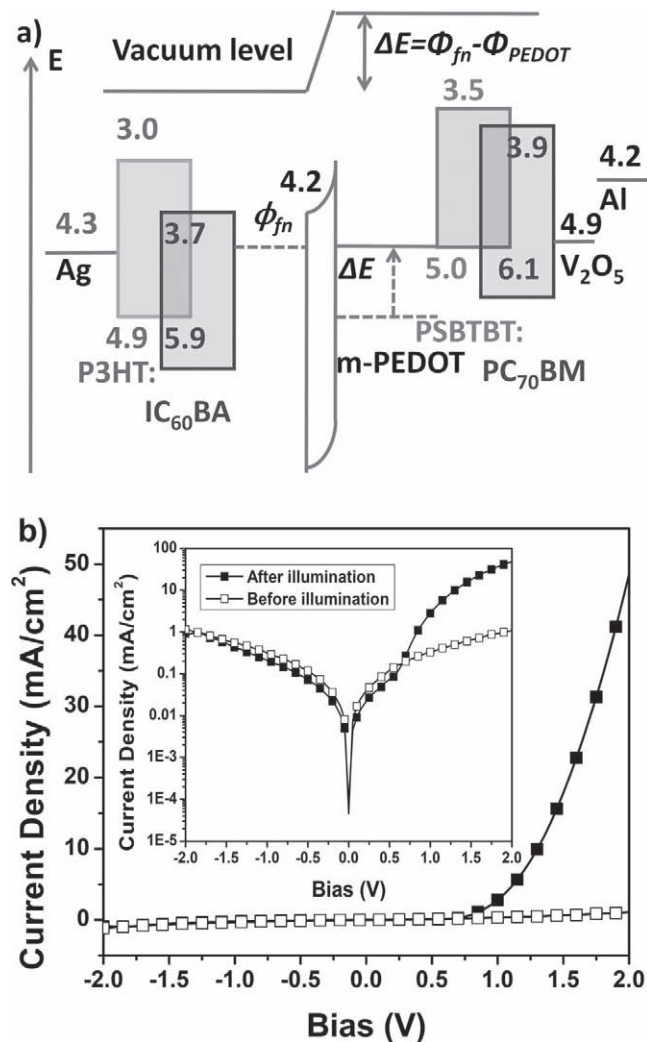 a)
E
Vacuum level
ΔE=Φfn-ΦPEDOT
3.0
3.5
3.9
4.2
Al
4.3
Ag
3.7
ϕfn
4.2
4.9
V₂O₅
ΔE
5.0
6.1
4.9
5.9
P3HT:
IC₆₀BA
m-PEDOT
PSBTBT:
PC₇₀BM
b)
Current Density (mA/cm²)
50
40
30
20
10
0
-2.0 -1.5 -1.0 -0.5 0.0 0.5 1.0 1.5 2.0
Bias (V)
Current Density (mA/cm²)
100
10
1
0.1
0.01
1E-3
1E-4
1E-5
After illumination
Before illumination
-2.0 -1.5 -1.0 -0.5 0.0 0.5 1.0 1.5 2.0
Bias (V)